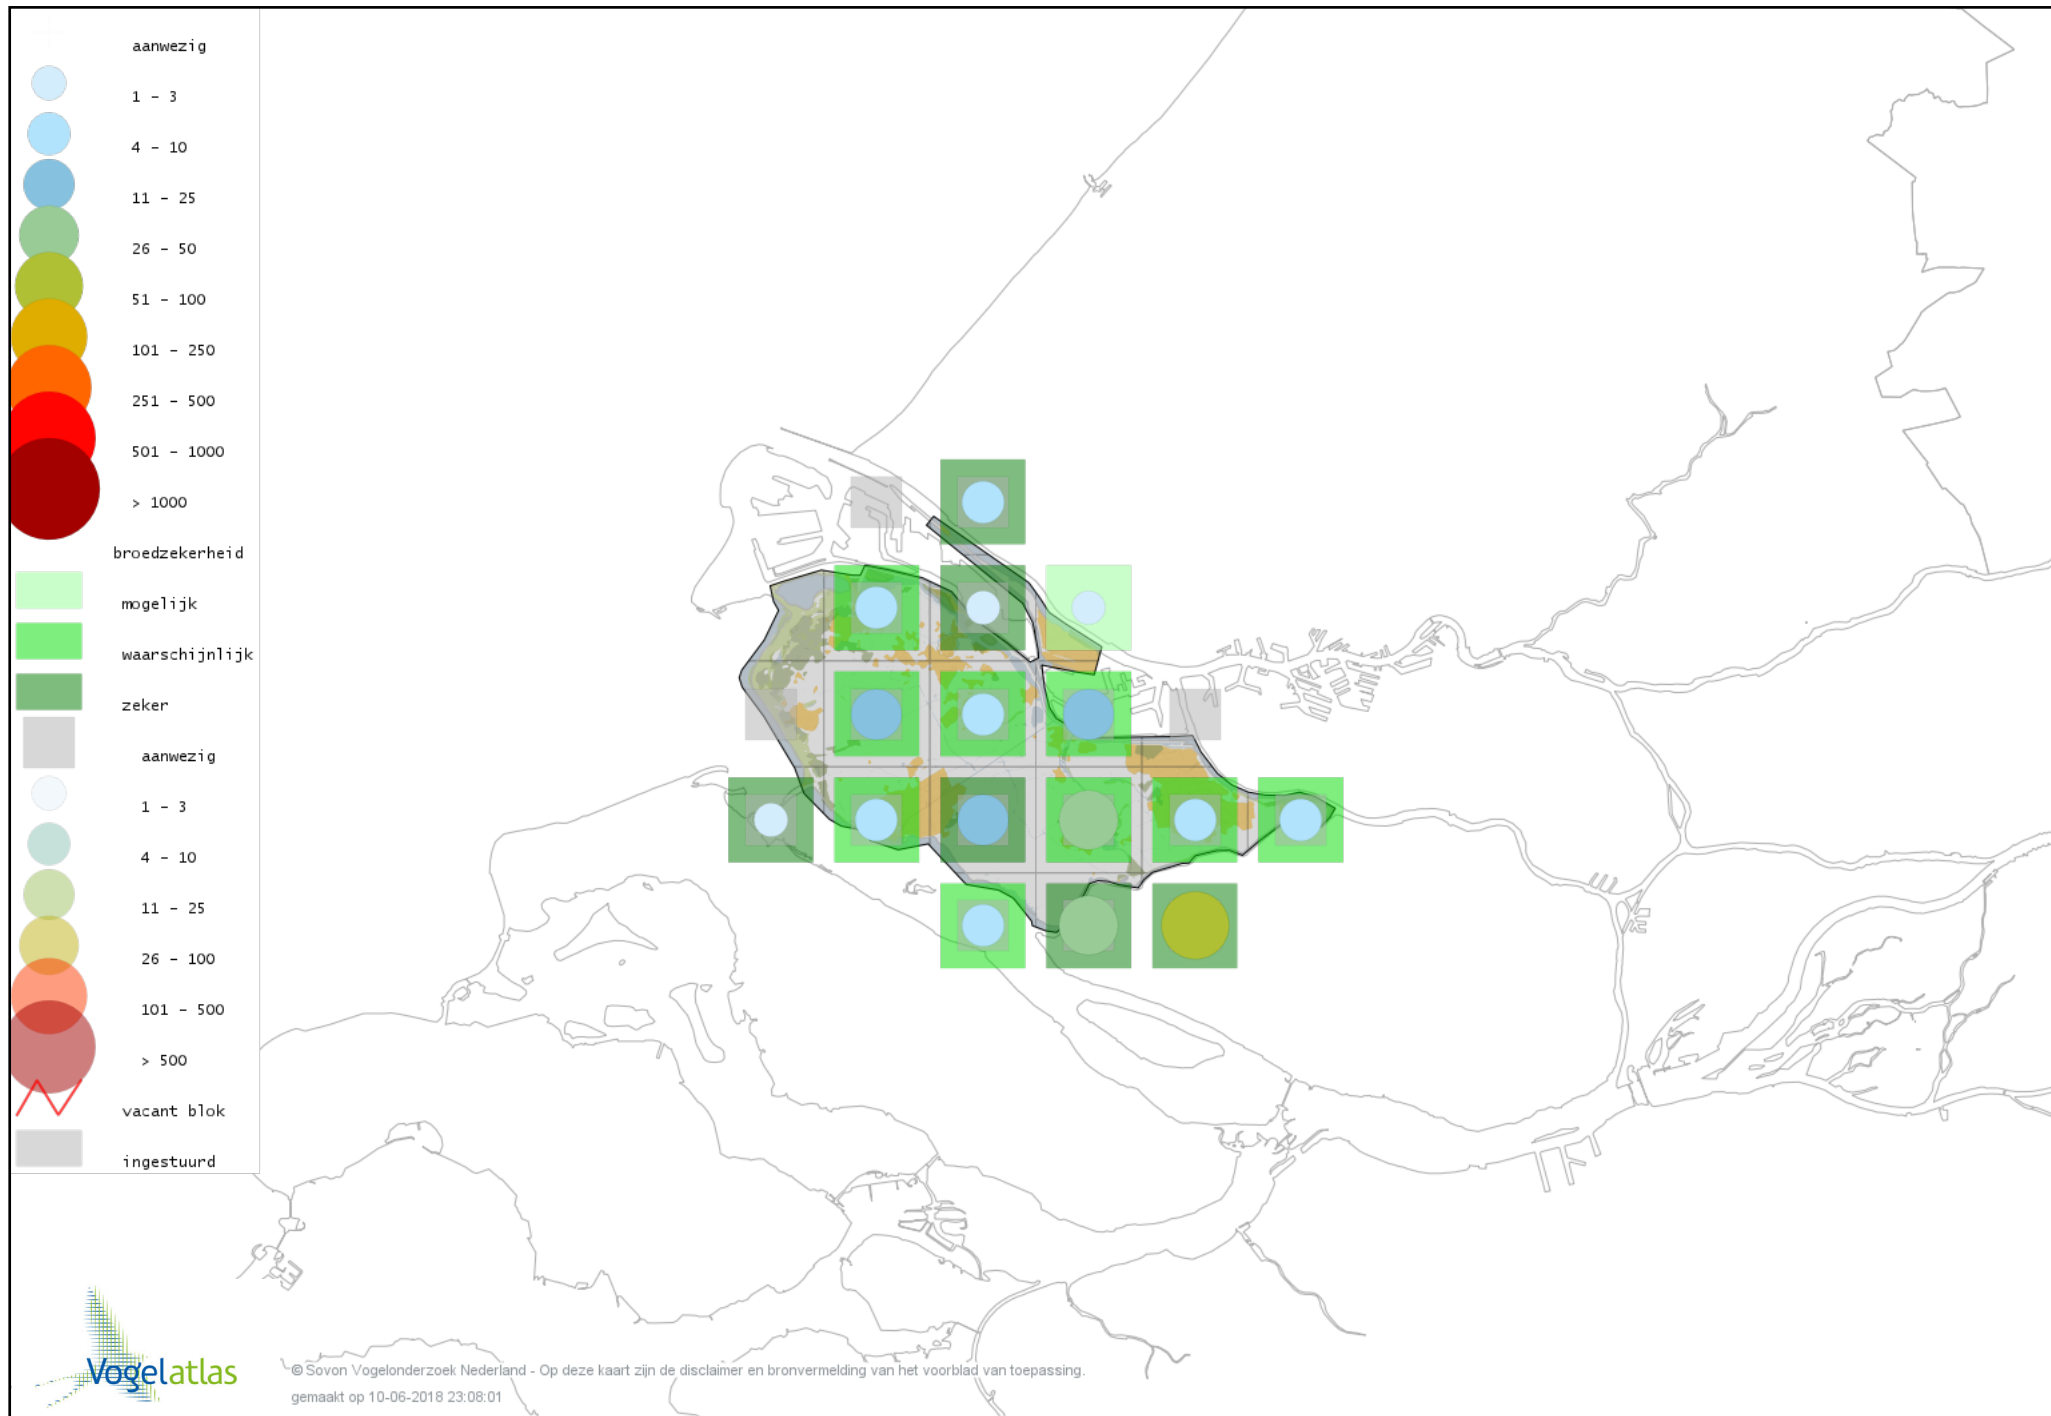 aanwezig
1 - 3
4 - 10
11 - 25
26 - 50
51 - 100
101 - 250
251 - 500
501 - 1000
> 1000
broedzekerheid
mogelijk
waarschijnlijk
zeker
aanwezig
1 - 3
4 - 10
11 - 25
26 - 100
101 - 500
> 500
vacant blok
ingestuurd
Vogelatlas
© Sovon Vogelonderzoek Nederland - Op deze kaart zijn de disclaimer en bronvermelding van het voorblad van toepassing.
gemaakt op 10-06-2018 23:08:01